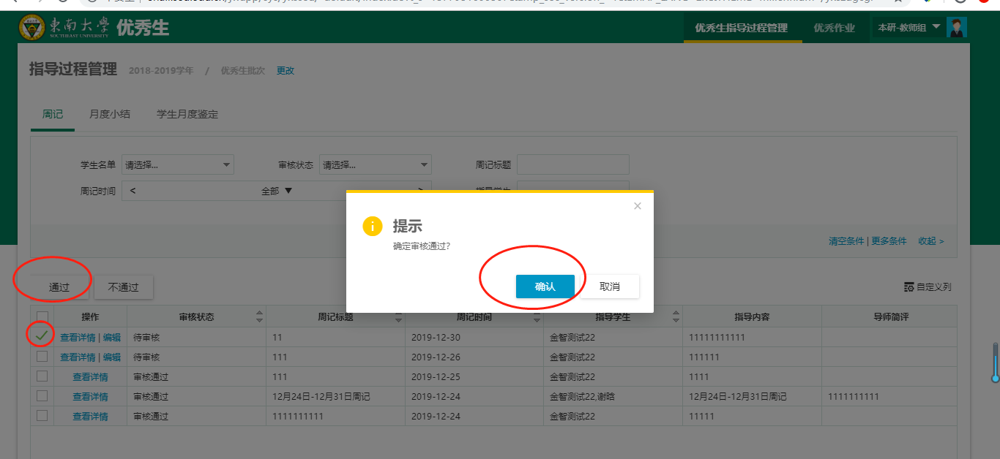 東南大學 优秀生
SOUTHEAST UNIVERSITY
优秀生指导过程管理 优秀作业 本研-教师组
指导过程管理 2018-2019学年 / 优秀生批次 更改
周记 月度小结 学生月度鉴定
学生名单 请选择... 审核状态 请选择... 周记标题
周记时间 < 全部 ▼ > 指导学生
×
提示
确定审核通过?
确认 取消
清空条件 | 更多条件 收起 >
通过 不通过 自定义列
操作 审核状态 周记标题 周记时间 指导学生 指导内容 导师简评
查看详情 | 编辑 待审核 11 2019-12-30 金智测试22 11111111111
查看详情 | 编辑 待审核 111 2019-12-26 金智测试22 111111
查看详情 审核通过 111 2019-12-25 金智测试22 1111
查看详情 审核通过 12月24日-12月31日周记 2019-12-24 金智测试22,谢晗 12月24日-12月31日周记 1111111111
查看详情 审核通过 1111111111 2019-12-24 金智测试22 11111